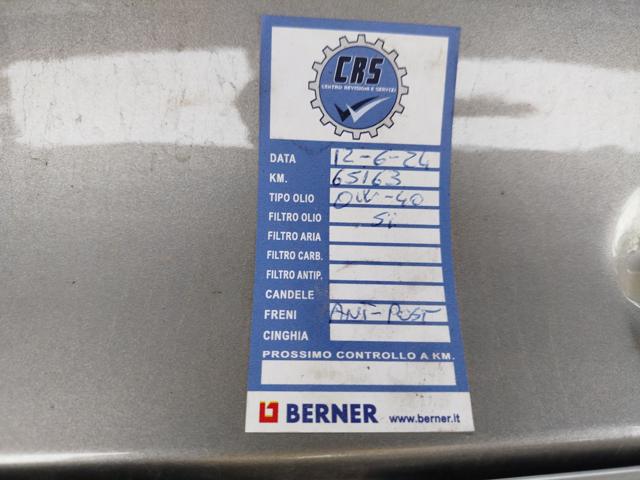 CRS
CENTRO REVISIONI E SERVIZI
DATA 12-6-24
KM. 65163
TIPO OLIO 0W-40
FILTRO OLIO Si
FILTRO ARIA
FILTRO CARB.
FILTRO ANTIP.
CANDELE
FRENI ANT-POST
CINGHIA
PROSSIMO CONTROLLO A KM.
BERNER www.berner.it